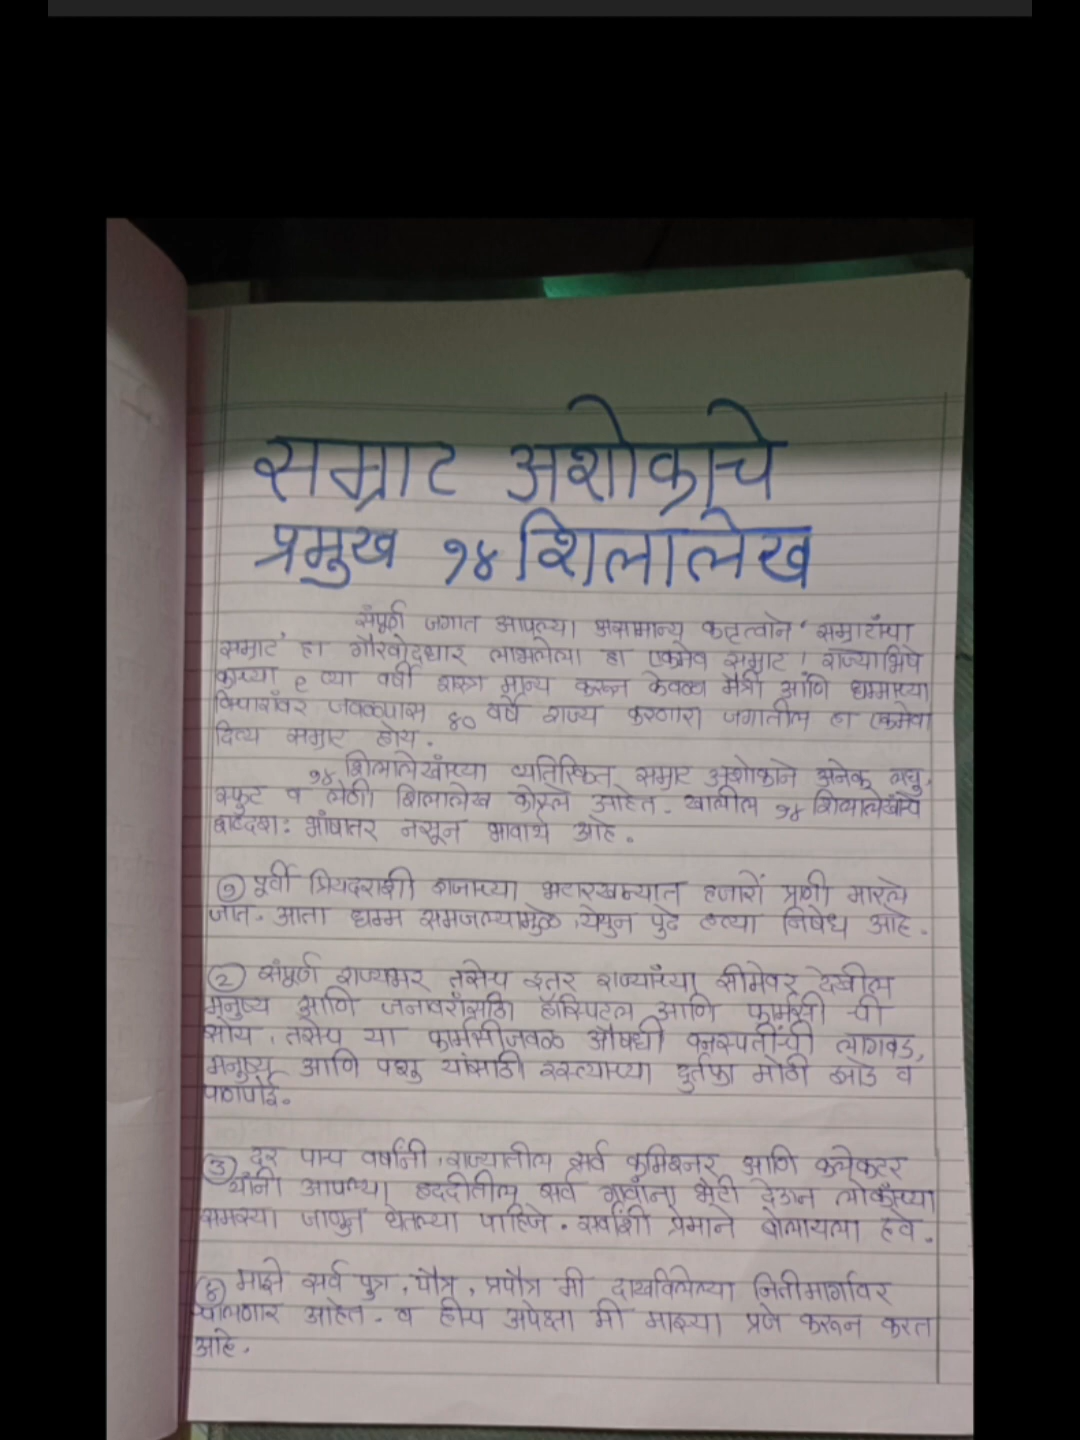 सम्राट अशोकाचे
प्रमुख १४ शिलालेख
संपूर्ण जगात आपल्या असामान्य कतृत्वाने ' सम्राटांचा
सम्राट' हा गौरवोद्‌धार लाभलेला हा एकमेव सम्राट ! राज्याभिषे
काच्या ९ व्या वर्षी शस्त्र मान्य करून केवळ मैत्री आणि धम्माच्या
विचारांवर जवळपास ४० वर्षे राज्य करणारा जगातील हा एकमेवा
दित्य सम्राट होय.
१४ शिलालेखांच्या व्यतिरिक्त सम्राट अशोकाने अनेक लघु,
स्फुट व लेणी शिलालेख कोरले आहेत. खालील १४ शिलालेखांचे
शब्दश: भाषांतर नसून भावार्थ आहे.
१ पूर्वी प्रियदराशी राजाच्या भटारखान्यात हजारों प्राणी मारले
जात. आता धम्म समजल्यामुळे, येथुन पुढे हत्या निषेध आहे.
२ संपूर्ण राज्यभर तसेच इतर राज्यांच्या सीमेवर देखील
मनुष्य आणि जनावरांसाठी हॉस्पिटल आणि फार्मसी ची
सोय, तसेच या फार्मसीजवळ औषधी वनस्पतींची लागवड,
मनुष्य आणि पशु यांसाठी रस्त्याच्या दुर्तफा मोठी झाडे व
पाणपोई.
३ दर पाच वर्षांनी, राज्यातील सर्व कमिश्नर आणि कलेक्टर
यांनी आपल्या हद्‌दीतील सर्व गावांना भेटी देऊन लोकांच्या
समस्या जाणुन घेतल्या पाहिजे. सर्वांशी प्रेमाने बोलायला हवे.
४ माझे सर्व पुत्र, पौत्र, प्रपौत्र मी दाखविलेल्या नितीमार्गावर
चालणार आहेत. व हीच अपेक्षा मी माझ्या प्रजे करून करत
आहे.